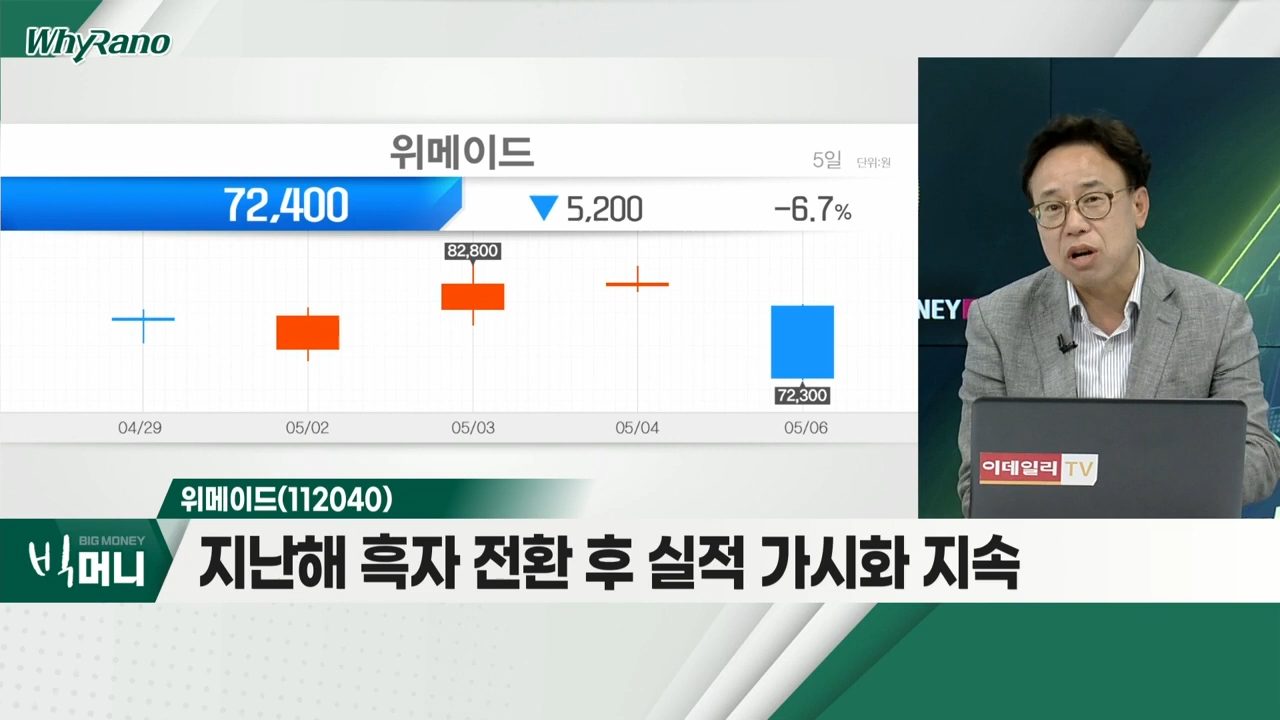 WhyRano
위메이드
5일 단위:원
72,400 ▼5,200 -6.7%
82,800
72,300
04/29 05/02 05/03 05/04 05/06
NEY
이데일리 TV
위메이드(112040)
BIG MONEY
빅머니
지난해 흑자 전환 후 실적 가시화 지속